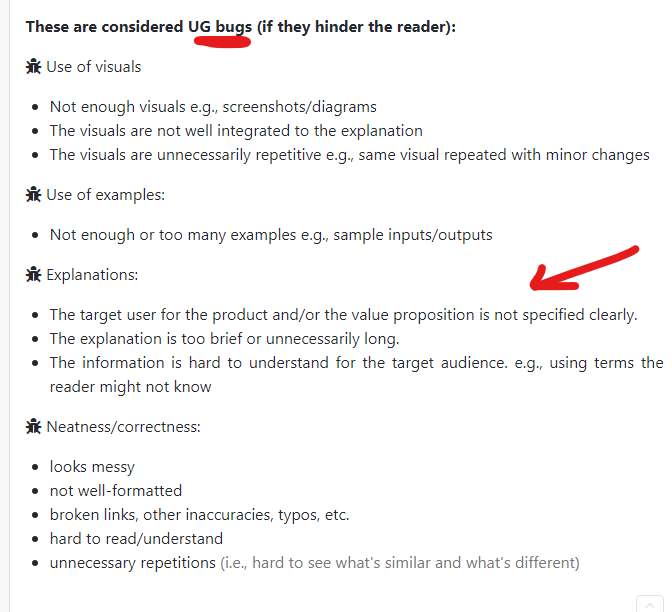 These are considered UG bugs (if they hinder the reader):
Use of visuals
Not enough visuals e.g., screenshots/diagrams
The visuals are not well integrated to the explanation
The visuals are unnecessarily repetitive e.g., same visual repeated with minor changes
Use of examples:
Not enough or too many examples e.g., sample inputs/outputs
Explanations:
The target user for the product and/or the value proposition is not specified clearly.
The explanation is too brief or unnecessarily long.
The information is hard to understand for the target audience. e.g., using terms the
reader might not know
Neatness/correctness:
looks messy
not well-formatted
broken links, other inaccuracies, typos, etc.
hard to read/understand
unnecessary repetitions (i.e., hard to see what's similar and what's different)